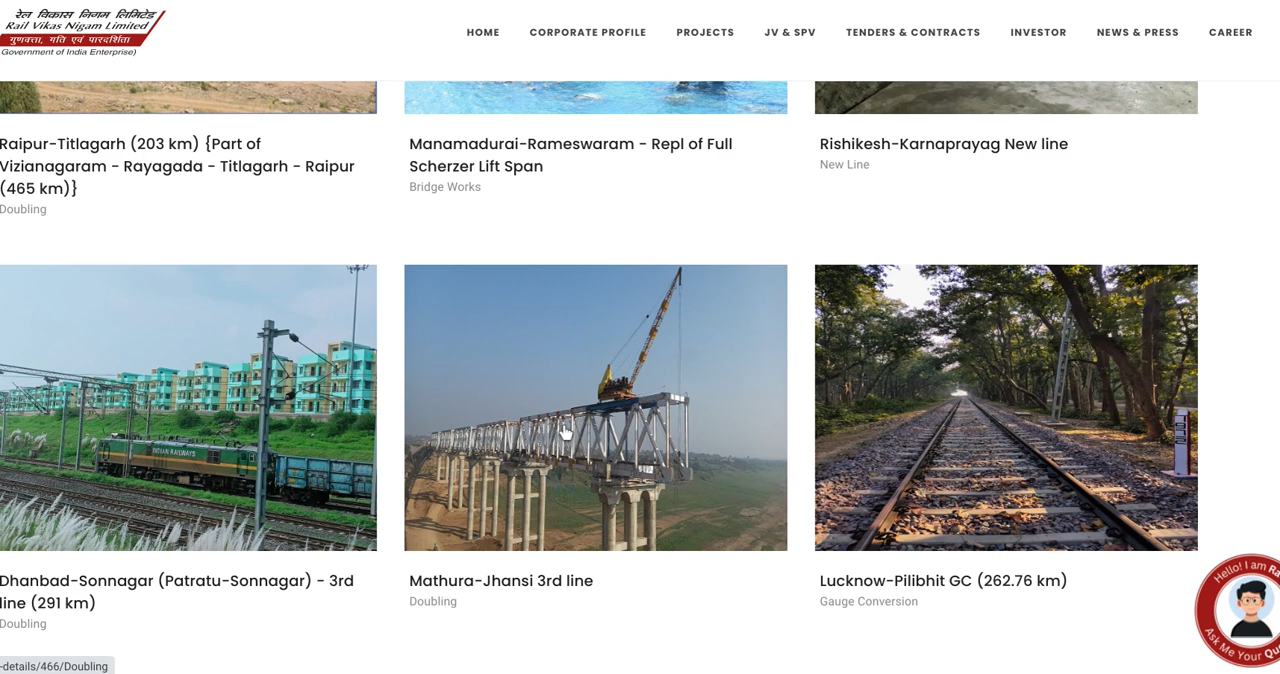 रेल विकास निगम लिमिटेड
Rail Vikas Nigam Limited
गुणवत्ता, गति एवं पारदर्शिता
Government of India Enterprise)
HOME CORPORATE PROFILE PROJECTS JV & SPV TENDERS & CONTRACTS INVESTOR NEWS & PRESS CAREER
Raipur-Titlagarh (203 km) {Part of
Vizianagaram - Rayagada - Titlagarh - Raipur
(465 km)}
Doubling
Manamadurai-Rameswaram - Repl of Full
Scherzer Lift Span
Bridge Works
Rishikesh-Karnaprayag New line
New Line
INDIAN RAILWAYS
Dhanbad-Sonnagar (Patratu-Sonnagar) - 3rd
line (291 km)
Doubling
Mathura-Jhansi 3rd line
Doubling
Lucknow-Pilibhit GC (262.76 km)
Gauge Conversion
Hello! I am Ra
Ask Me Your Qu
-details/466/Doubling